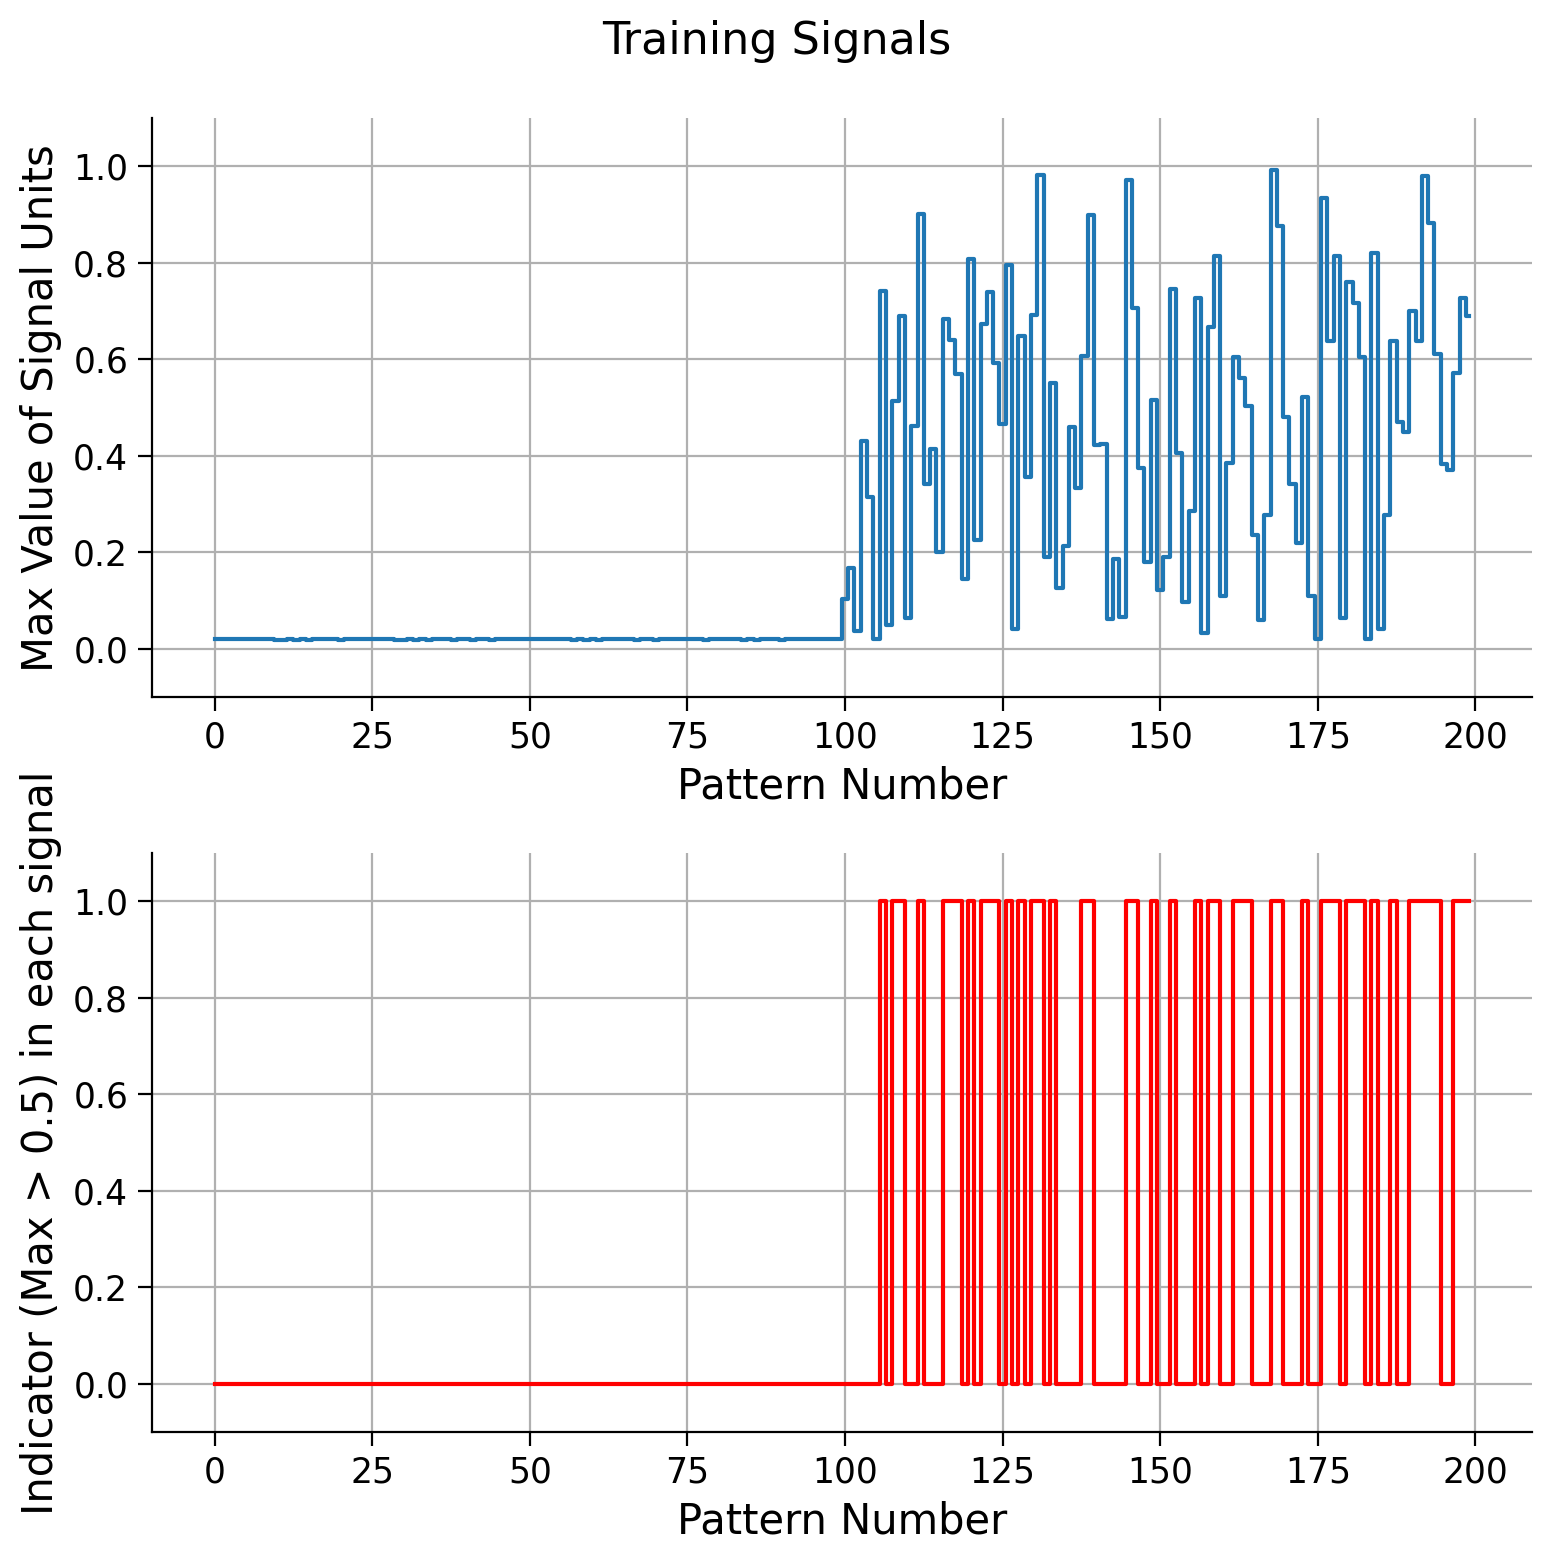 Training Signals
Max Value of Signal Units
1.0
0.8
0.6
0.4
0.2
0.0
0 25 50 75 100 125 150 175 200
Pattern Number
Indicator (Max > 0.5) in each signal
1.0
0.8
0.6
0.4
0.2
0.0
0 25 50 75 100 125 150 175 200
Pattern Number